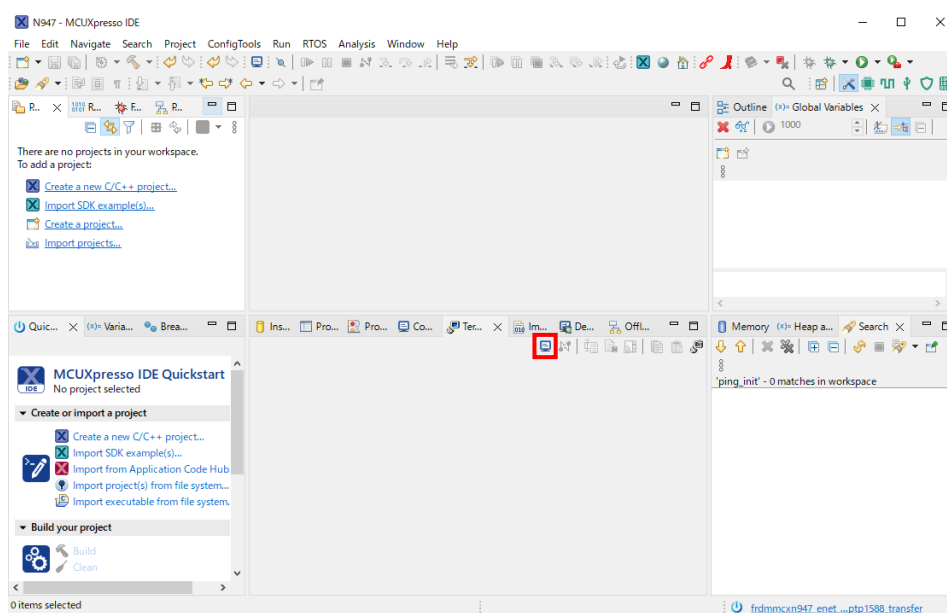 N947 - MCUXpresso IDE
File Edit Navigate Search Project ConfigTools Run RTOS Analysis Window Help
P... R... F... P...
There are no projects in your workspace.
To add a project:
Create a new C/C++ project...
Import SDK example(s)...
Create a project...
Import projects...
Outline (x)= Global Variables
1000
Quic... (x)= Varia... Brea...
MCUXpresso IDE Quickstart
IDE
No project selected
Create or import a project
Create a new C/C++ project...
Import SDK example(s)...
Import from Application Code Hub
Import project(s) from file system...
Import executable from file system.
Build your project
Build
Clean
Ins... Pro... Pro... Co... Ter... Im... De... Offl...
Memory (x)= Heap a... Search
'ping_init' - 0 matches in workspace
0 items selected
frdmmcxn947_enet ...ptp1588_transfer